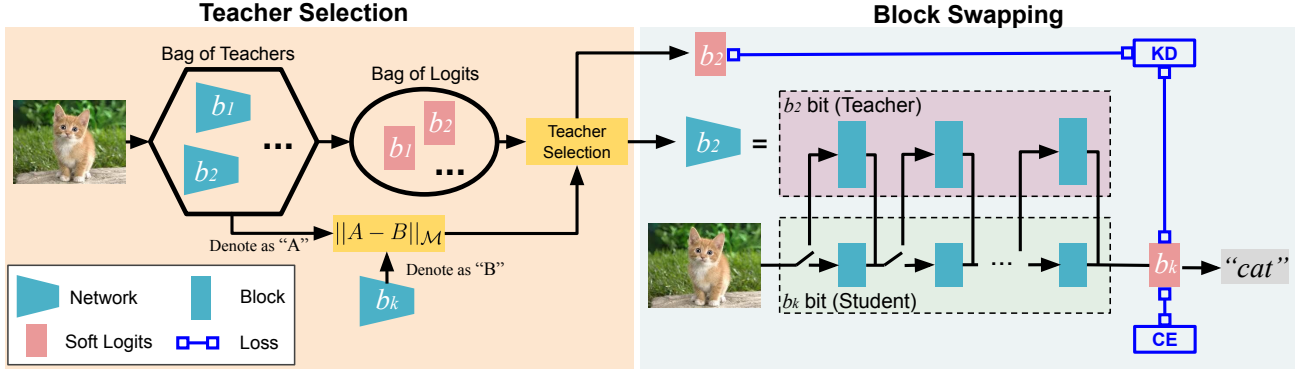 Teacher Selection
Block Swapping
Bag of Teachers
b1
b2
...
Bag of Logits
b2
b1
...
Teacher
Selection
Denote as “A”
||A − B||M
Denote as “B”
bk
Network
Block
Soft Logits
Loss
b2
KD
b2
=
b2 bit (Teacher)
...
...
bk bit (Student)
bk
“cat”
CE